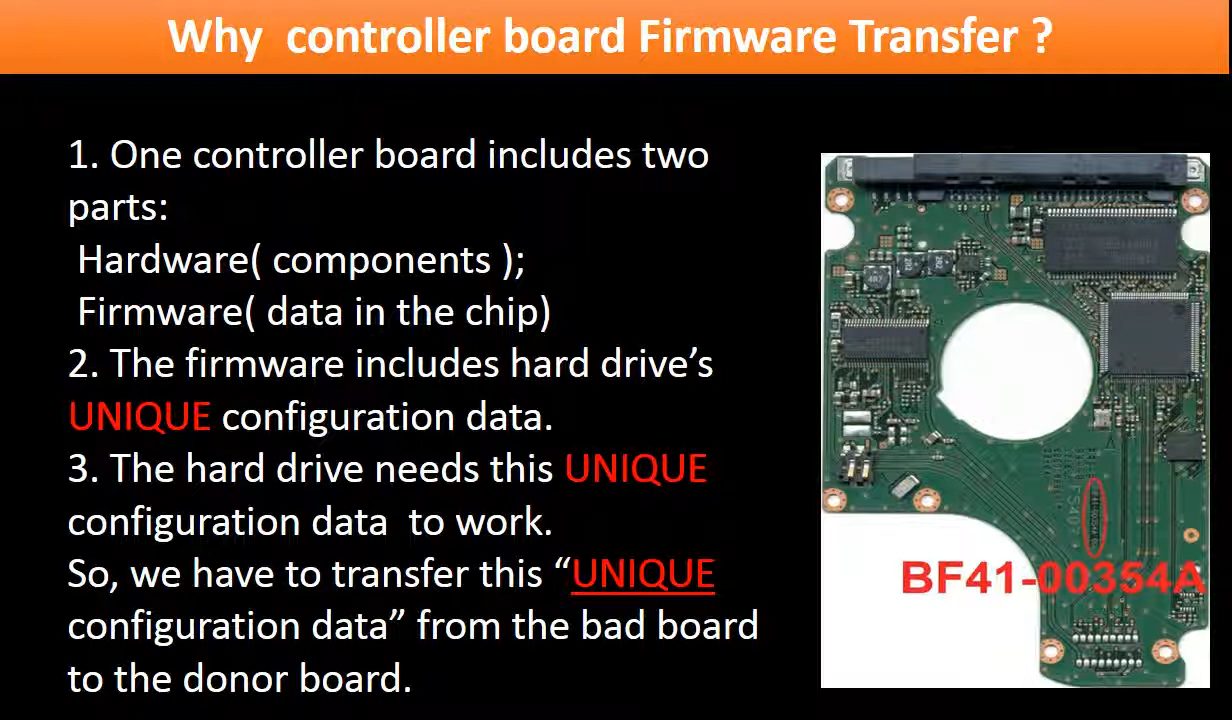 Why  controller board Firmware Transfer ?
1. One controller board includes two
parts:
Hardware( components );
Firmware( data in the chip)
2. The firmware includes hard drive’s
UNIQUE configuration data.
3. The hard drive needs this UNIQUE
configuration data  to work.
So, we have to transfer this “UNIQUE
configuration data” from the bad board
to the donor board.
BF41-00354A